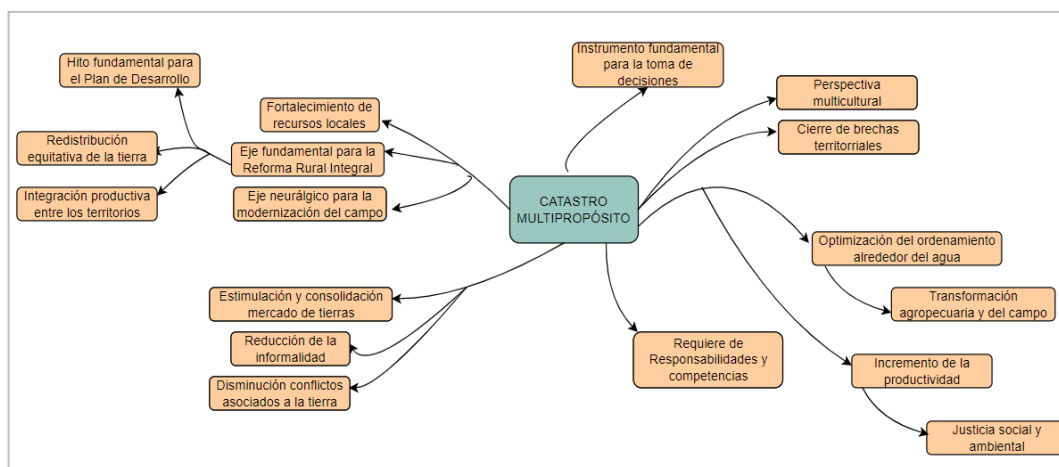 Hito fundamental para
el Plan de Desarrollo
Redistribución
equitativa de la tierra
Integración productiva
entre los territorios
Fortalecimiento de
recursos locales
Eje fundamental para la
Reforma Rural Integral
Eje neurálgico para la
modernización del campo
Instrumento fundamental
para la toma de
decisiones
Perspectiva
multicultural
Cierre de brechas
territorriales
CATASTRO
MULTIPROPÓSITO
Optimización del ordenamiento
alrededor del agua
Transformación
agropecuaria y del campo
Estimulación y consolidación
mercado de tierras
Reducción de la
informalidad
Disminución conflictos
asociados a la tierra
Requiere de
Responsabilidades y
competencias
Incremento de la
productividad
Justicia social y
ambiental